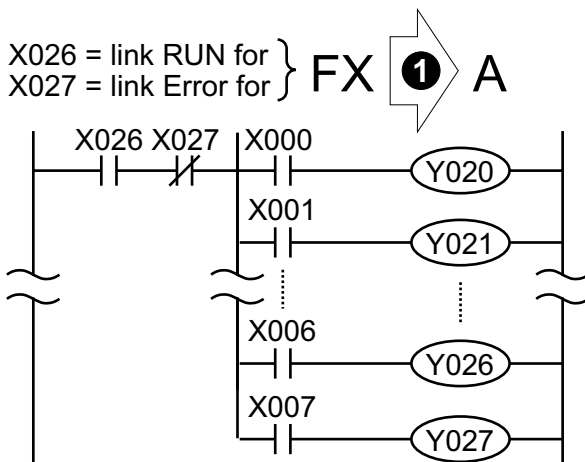 X026 = link RUN for
X027 = link Error for
FX 1 A
X026 X027 X000
Y020
X001
Y021
X006
Y026
X007
Y027